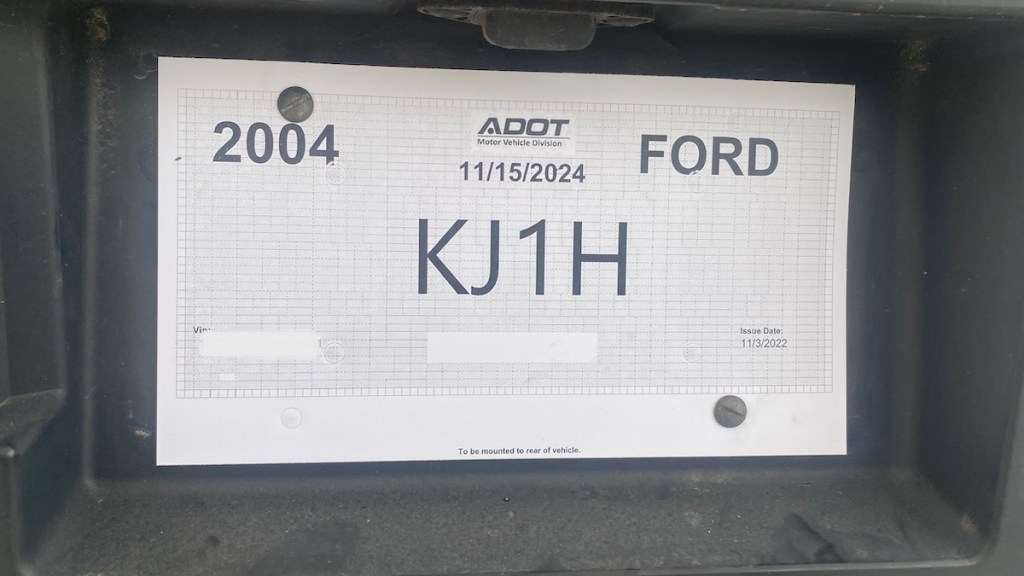 2004
ADOT
Motor Vehicle Division
FORD
11/15/2024
KJ1H
Vin:
Issue Date:
11/3/2022
To be mounted to rear of vehicle.